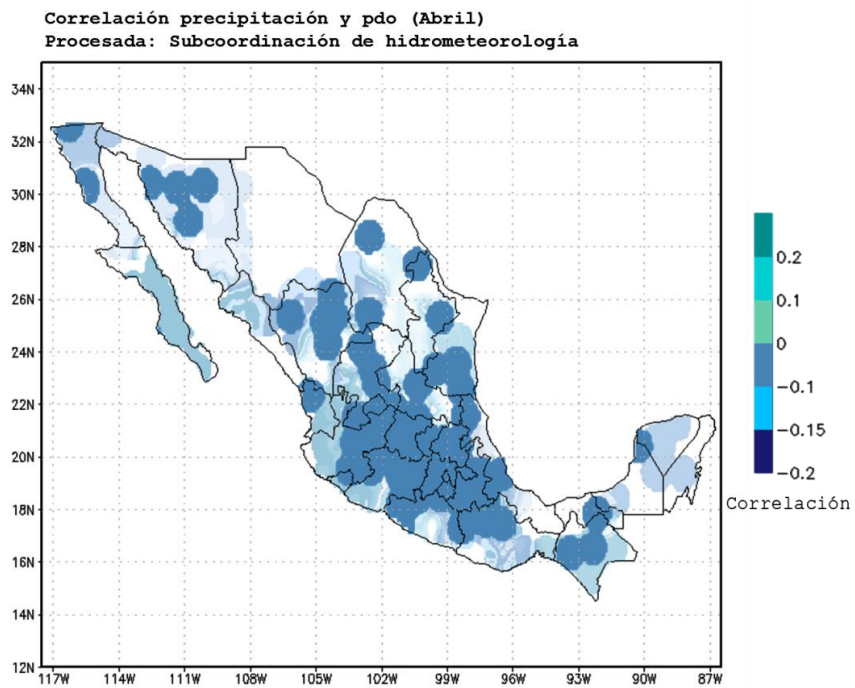 Correlación precipitación y pdo (Abril)
Procesada: Subcoordinación de hidrometeorología
34N
32N
30N
28N
26N
24N
22N
20N
18N
16N
14N
12N
117W 114W 111W 108W 105W 102W 99W 96W 93W 90W 87W
0.2
0.1
0
-0.1
-0.15
-0.2
Correlación